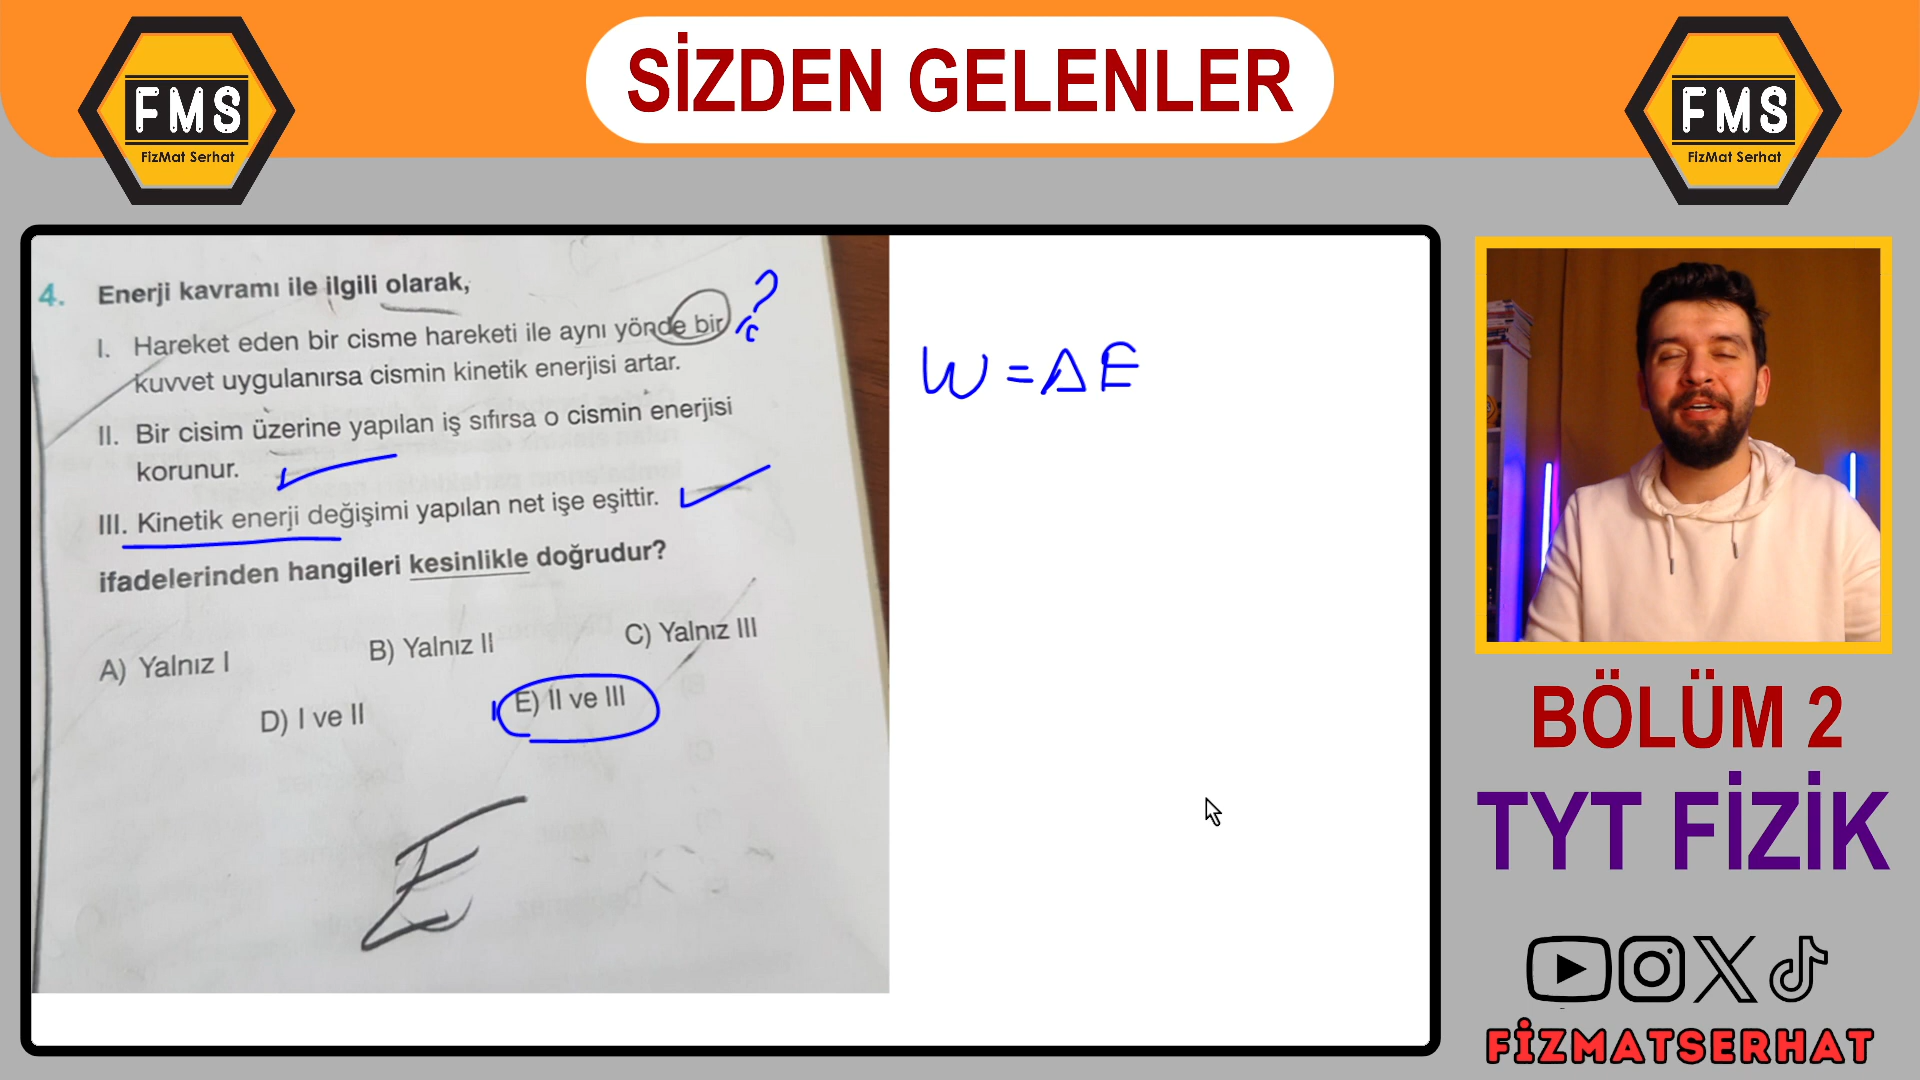 SİZDEN GELENLER
FMS
FizMat Serhat
FMS
FizMat Serhat
4. Enerji kavramı ile ilgili olarak,
I. Hareket eden bir cisme hareketi ile aynı yönde bir
kuvvet uygulanırsa cismin kinetik enerjisi artar.
II. Bir cisim üzerine yapılan iş sıfırsa o cismin enerjisi
korunur.
III. Kinetik enerji değişimi yapılan net işe eşittir.
ifadelerinden hangileri kesinlikle doğrudur?
A) Yalnız I
B) Yalnız II
C) Yalnız III
D) I ve II
E) II ve III
E
?
W = ΔE
BÖLÜM 2
TYT FİZİK
FİZMATSERHAT